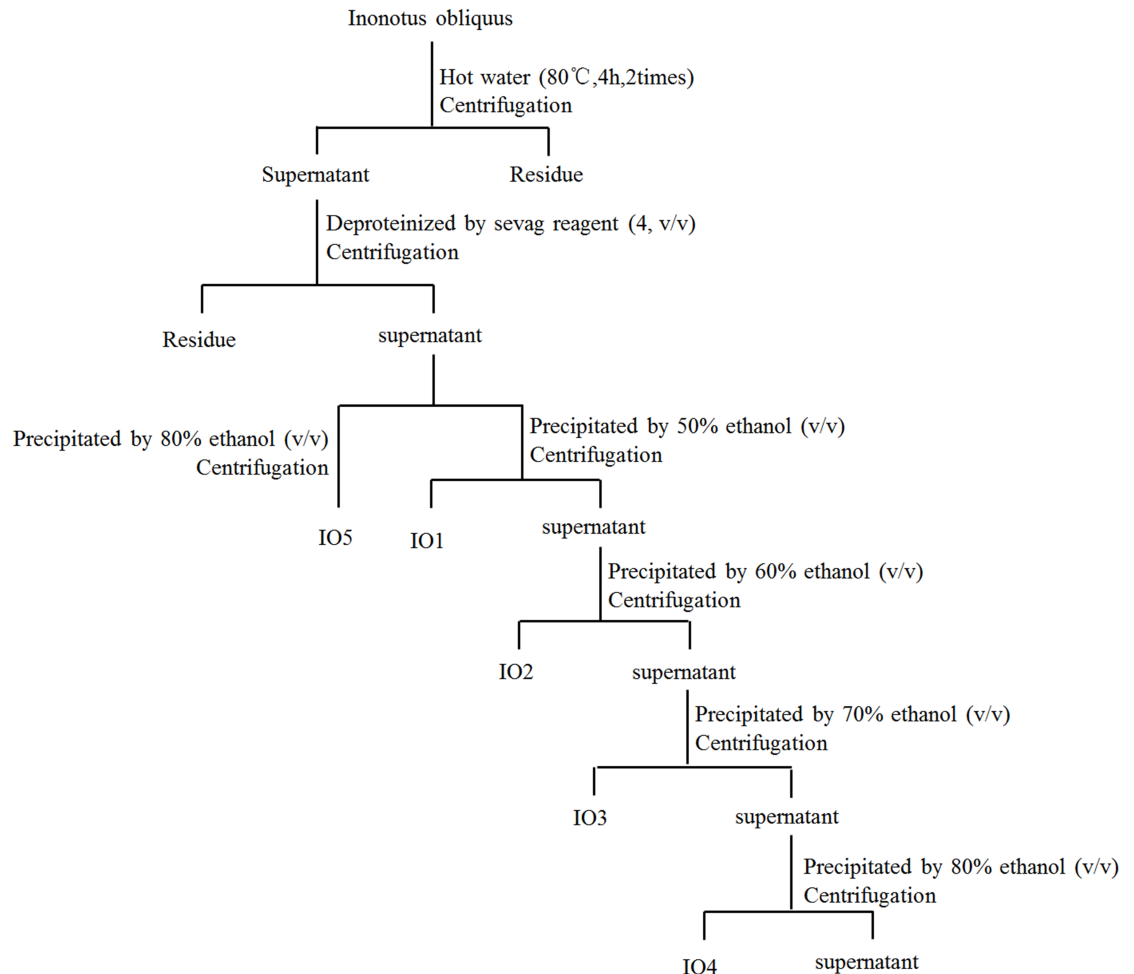 Inonotus obliquus
Hot water (80℃,4h,2times)
Centrifugation
Supernatant
Residue
Deproteinized by sevag reagent (4, v/v)
Centrifugation
Residue
supernatant
Precipitated by 80% ethanol (v/v)
Centrifugation
Precipitated by 50% ethanol (v/v)
Centrifugation
IO5
IO1
supernatant
Precipitated by 60% ethanol (v/v)
Centrifugation
IO2
supernatant
Precipitated by 70% ethanol (v/v)
Centrifugation
IO3
supernatant
Precipitated by 80% ethanol (v/v)
Centrifugation
IO4
supernatant